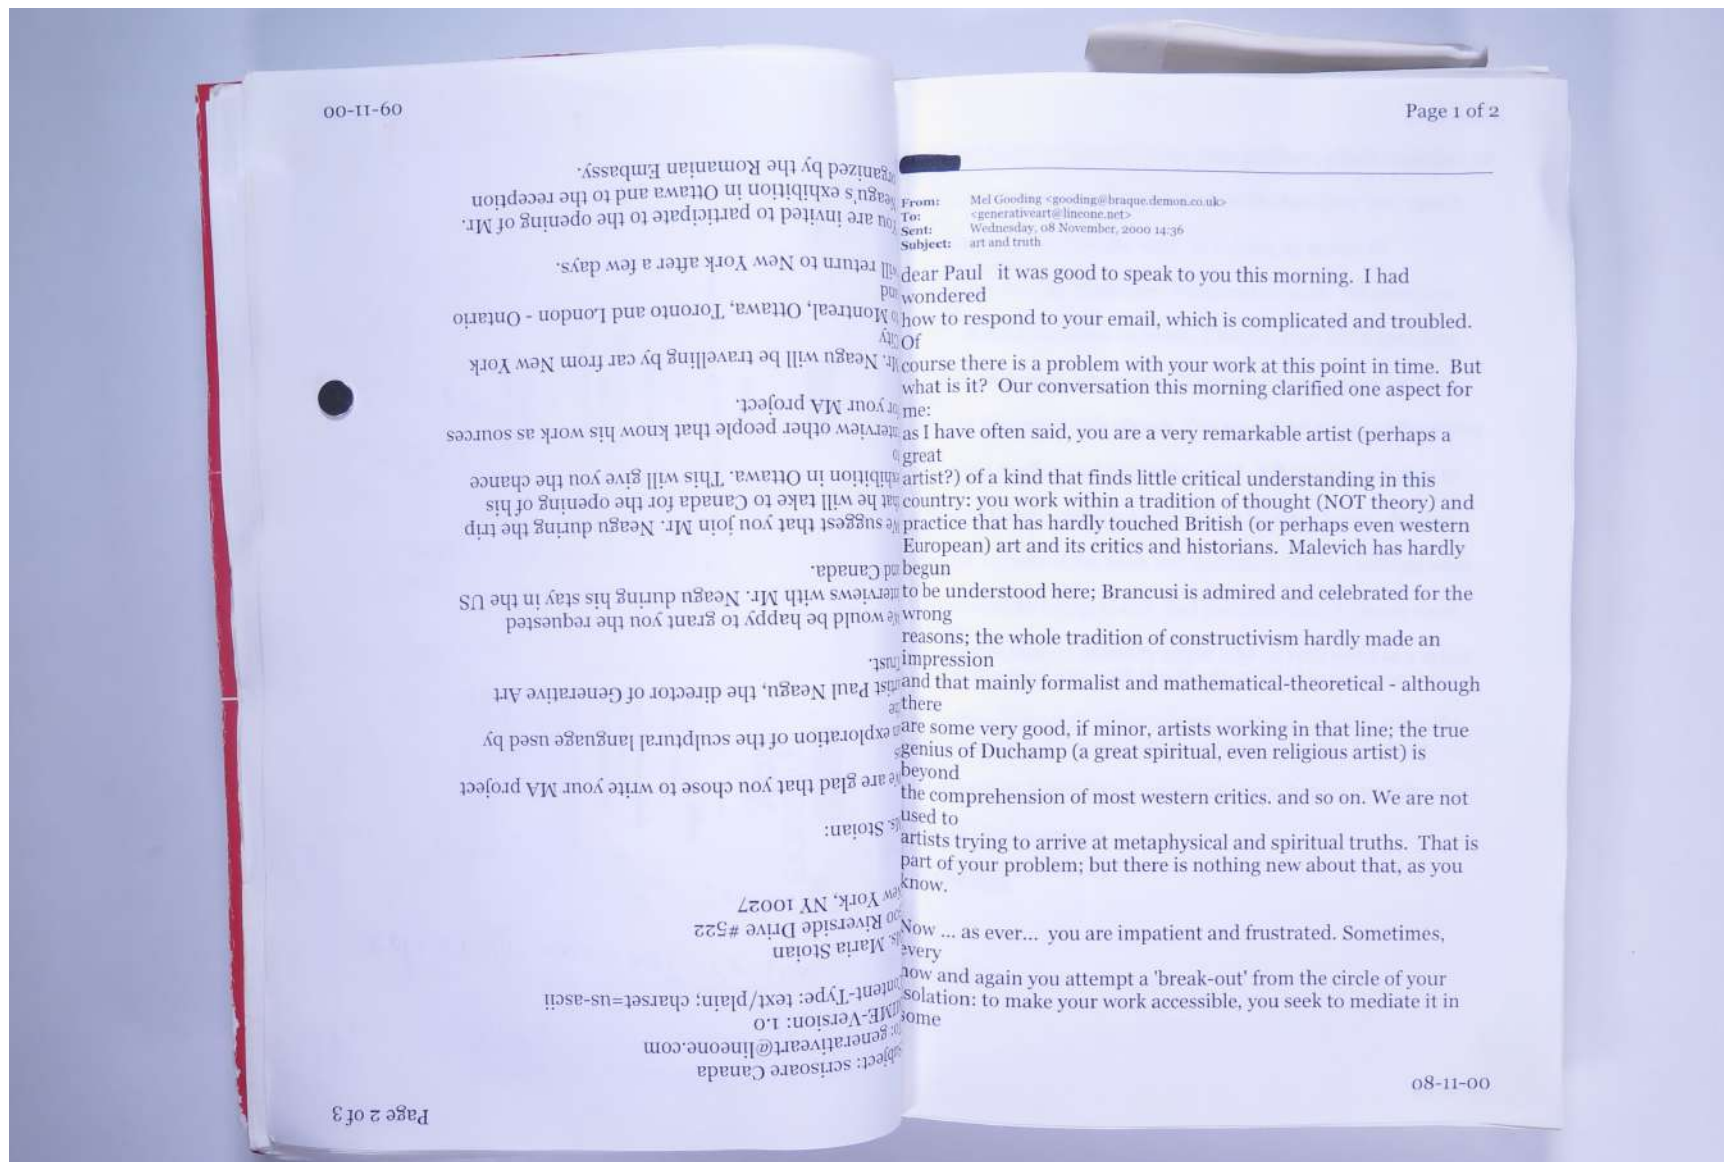 Page 2 of 3
ubject: scrisoare Canada
generativeart@lineone.com
IME-Version: 1.0
ontent-Type: text/plain; charset=us-ascii
Ms. Maria Stoian
00 Riverside Drive #522
ew York, NY 10027
Ms. Stoian:
We are glad that you chose to write your MA project
exploration of the sculptural language used by
artist Paul Neagu, the director of Generative Art
Trust.
We would be happy to grant you the requested
nterviews with Mr. Neagu during his stay in the US
and Canada.
We suggest that you join Mr. Neagu during the trip
that he will take to Canada for the opening of his
exhibition in Ottawa. This will give you the chance
to
nterview other people that know his work as sources
for your MA project.
Mr. Neagu will be travelling by car from New York
City
to Montreal, Ottawa, Toronto and London - Ontario
and
will return to New York after a few days.
You are invited to participate to the opening of Mr.
Neagu's exhibition in Ottawa and to the reception
organized by the Romanian Embassy.
09-11-00
Page 1 of 2
From: Mel Gooding <gooding@braque.demon.co.uk>
To: <generativeart@lineone.net>
Sent: Wednesday, 08 November, 2000 14:36
Subject: art and truth
dear Paul it was good to speak to you this morning. I had
wondered
how to respond to your email, which is complicated and troubled.
Of
course there is a problem with your work at this point in time. But
what is it? Our conversation this morning clarified one aspect for
me:
as I have often said, you are a very remarkable artist (perhaps a
great
artist?) of a kind that finds little critical understanding in this
country: you work within a tradition of thought (NOT theory) and
practice that has hardly touched British (or perhaps even western
European) art and its critics and historians. Malevich has hardly
begun
to be understood here; Brancusi is admired and celebrated for the
wrong
reasons; the whole tradition of constructivism hardly made an
impression
and that mainly formalist and mathematical-theoretical - although
there
are some very good, if minor, artists working in that line; the true
genius of Duchamp (a great spiritual, even religious artist) is
beyond
the comprehension of most western critics. and so on. We are not
used to
artists trying to arrive at metaphysical and spiritual truths. That is
part of your problem; but there is nothing new about that, as you
know.
Now ... as ever... you are impatient and frustrated. Sometimes,
every
now and again you attempt a 'break-out' from the circle of your
isolation: to make your work accessible, you seek to mediate it in
some
08-11-00